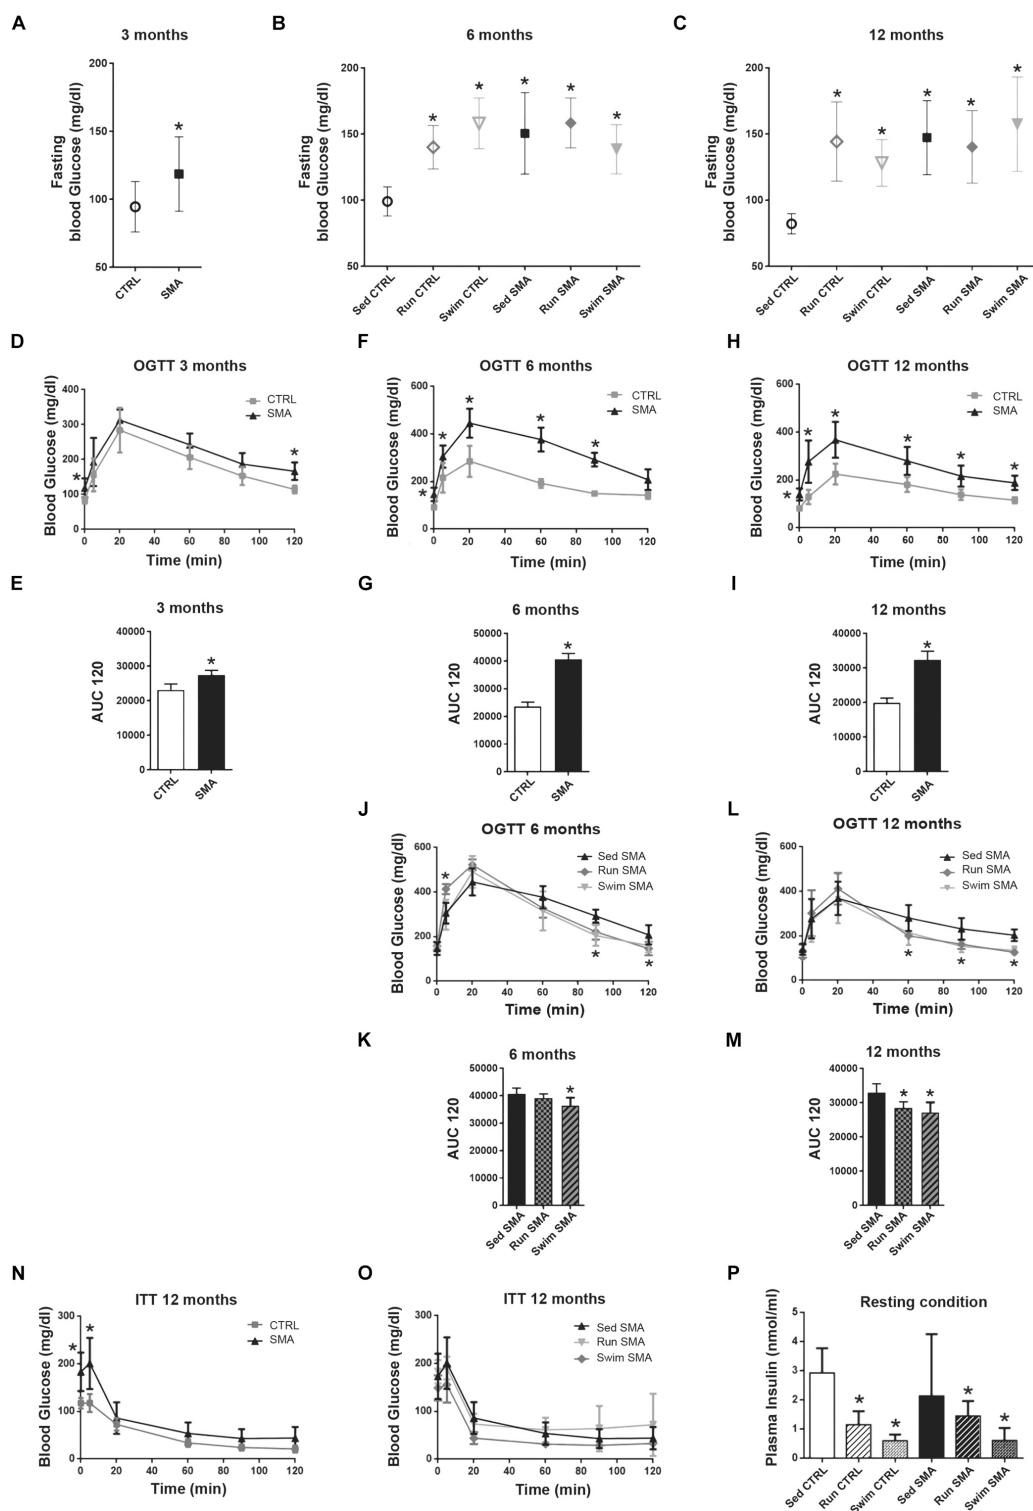 A
3 months
Fasting
blood Glucose (mg/dl)
200
150
100
50
CTRL
*
SMA
B
6 months
Fasting
blood Glucose (mg/dl)
200
150
100
50
*
*
*
*
*
Sed CTRL
Run CTRL
Swim CTRL
Sed SMA
Run SMA
Swim SMA
C
12 months
Fasting
blood Glucose (mg/dl)
200
150
100
50
*
*
*
*
*
Sed CTRL
Run CTRL
Swim CTRL
Sed SMA
Run SMA
Swim SMA
D
OGTT 3 months
Blood Glucose (mg/dl)
400
300
200
100
0
CTRL
SMA
*
*
0 20 40 60 80 100 120
Time (min)
F
OGTT 6 months
Blood Glucose (mg/dl)
600
400
200
0
CTRL
SMA
*
*
*
*
*
0 20 40 60 80 100 120
Time (min)
H
OGTT 12 months
Blood Glucose (mg/dl)
600
400
200
0
CTRL
SMA
*
*
*
*
*
*
0 20 40 60 80 100 120
Time (min)
E
3 months
AUC 120
40000
30000
20000
10000
0
*
CTRL
SMA
G
6 months
AUC 120
50000
40000
30000
20000
10000
0
*
CTRL
SMA
I
12 months
AUC 120
40000
30000
20000
10000
0
*
CTRL
SMA
J
OGTT 6 months
Blood Glucose (mg/dl)
600
400
200
0
Sed SMA
Run SMA
Swim SMA
*
*
*
0 20 40 60 80 100 120
Time (min)
L
OGTT 12 months
Blood Glucose (mg/dl)
600
400
200
0
Sed SMA
Run SMA
Swim SMA
*
*
*
0 20 40 60 80 100 120
Time (min)
K
6 months
AUC 120
50000
40000
30000
20000
10000
0
*
Sed SMA
Run SMA
Swim SMA
M
12 months
AUC 120
40000
30000
20000
10000
0
*
*
Sed SMA
Run SMA
Swim SMA
N
ITT 12 months
Blood Glucose (mg/dl)
300
200
100
0
CTRL
SMA
*
*
0 20 40 60 80 100 120
Time (min)
O
ITT 12 months
Blood Glucose (mg/dl)
300
200
100
0
Sed SMA
Run SMA
Swim SMA
0 20 40 60 80 100 120
Time (min)
P
Resting condition
Plasma Insulin (nmol/ml)
5
4
3
2
1
0
*
*
*
*
Sed CTRL
Run CTRL
Swim CTRL
Sed SMA
Run SMA
Swim SMA